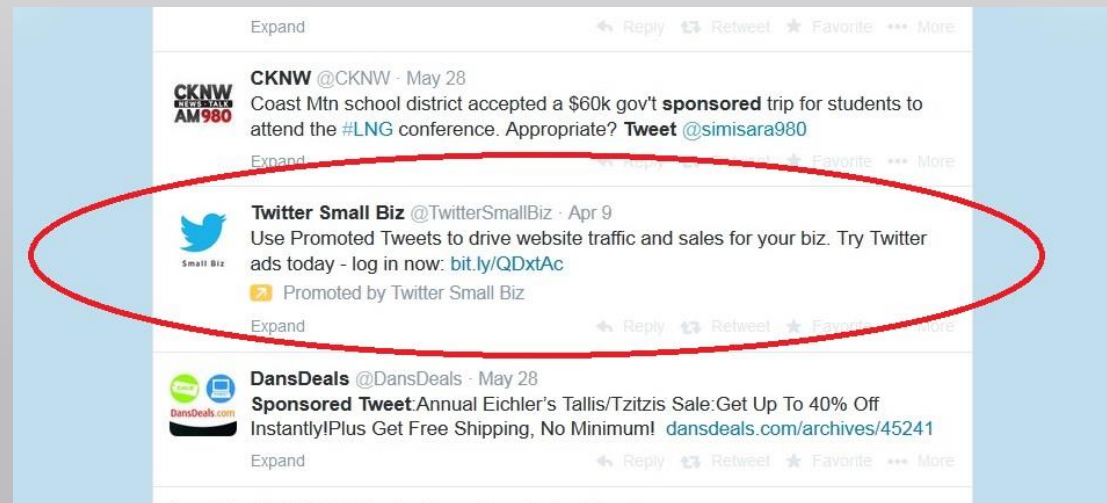 Expand Reply Retweet Favorite More
CKNW
NEWS·TALK
AM980
CKNW @CKNW · May 28
Coast Mtn school district accepted a $60k gov't sponsored trip for students to
attend the #LNG conference. Appropriate? Tweet @simisara980
Expand Reply Retweet Favorite More
Small Biz
Twitter Small Biz @TwitterSmallBiz · Apr 9
Use Promoted Tweets to drive website traffic and sales for your biz. Try Twitter
ads today - log in now: bit.ly/QDxtAc
Promoted by Twitter Small Biz
Expand Reply Retweet Favorite More
DansDeals.com
DansDeals @DansDeals · May 28
Sponsored Tweet:Annual Eichler's Tallis/Tzitzis Sale:Get Up To 40% Off
Instantly!Plus Get Free Shipping, No Minimum! dansdeals.com/archives/45241
Expand Reply Retweet Favorite More